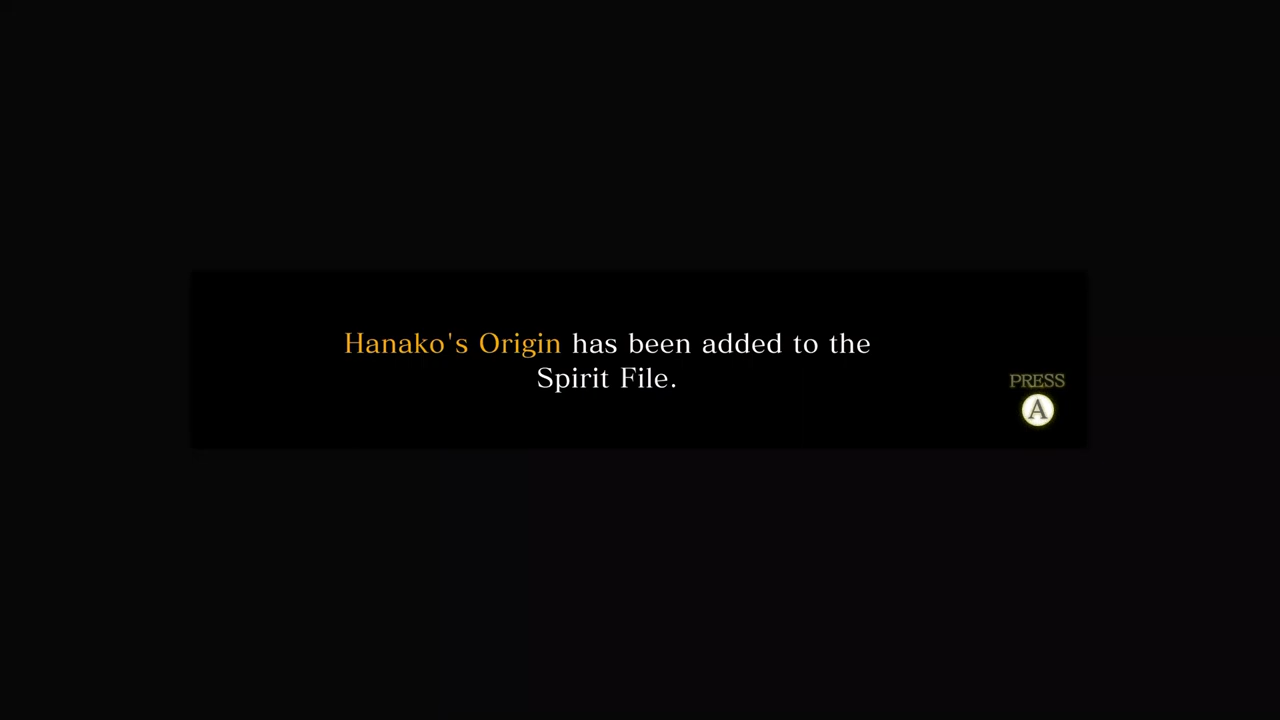 Hanako's Origin has been added to the
Spirit File.
PRESS
A